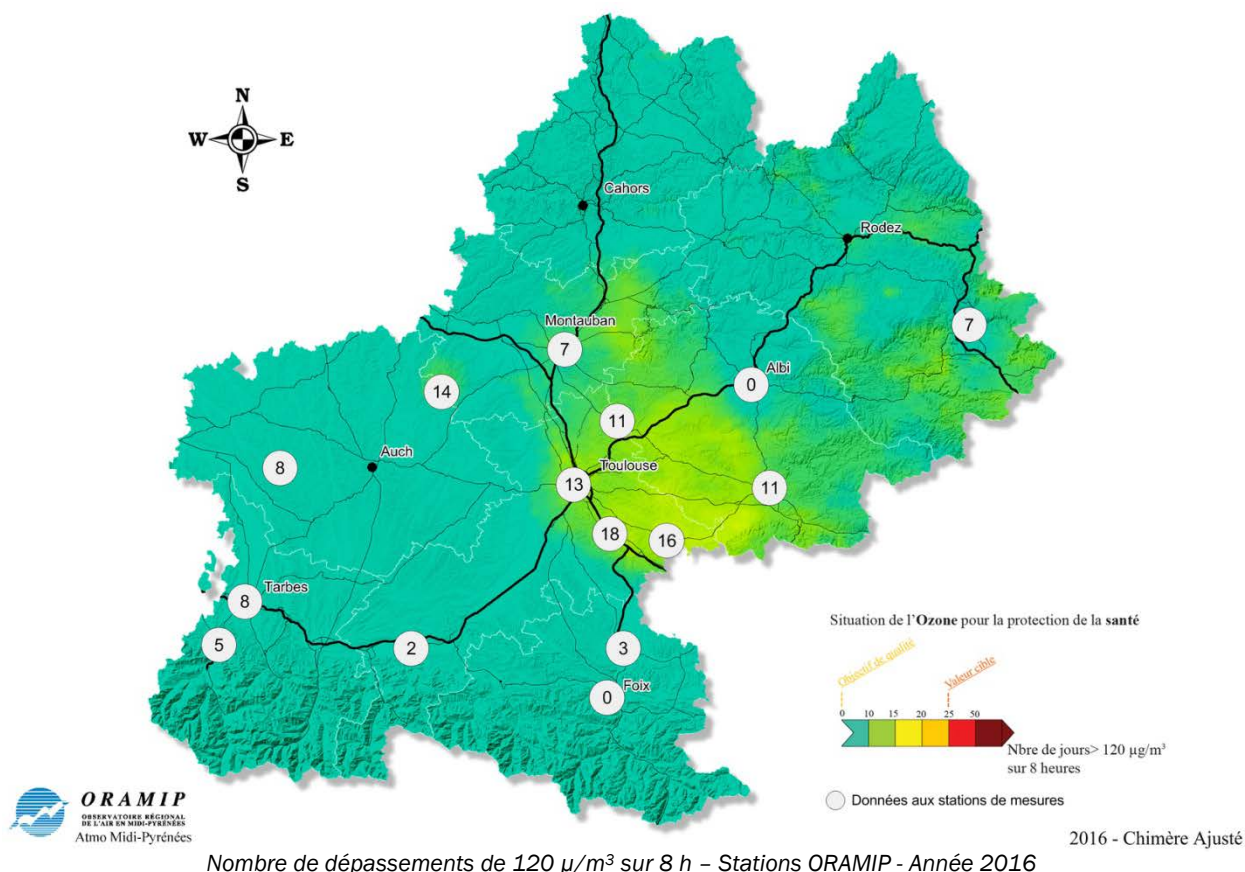 N
W E
S
Cahors
Rodez
Montauban
7
7
Albi
0
14
11
Auch
8
Toulouse
13
11
18
16
Tarbes
8
5
2
3
Foix
0
Situation de l'Ozone pour la protection de la santé
Objectif de qualité
Valeur cible
0 10 15 20 25 50
Nbre de jours> 120 µg/m³
sur 8 heures
Données aux stations de mesures
ORAMIP
OBSERVATOIRE RÉGIONAL
DE L'AIR EN MIDI-PYRÉNÉES
Atmo Midi-Pyrénées
2016 - Chimère Ajusté
Nombre de dépassements de 120 µ/m³ sur 8 h – Stations ORAMIP - Année 2016